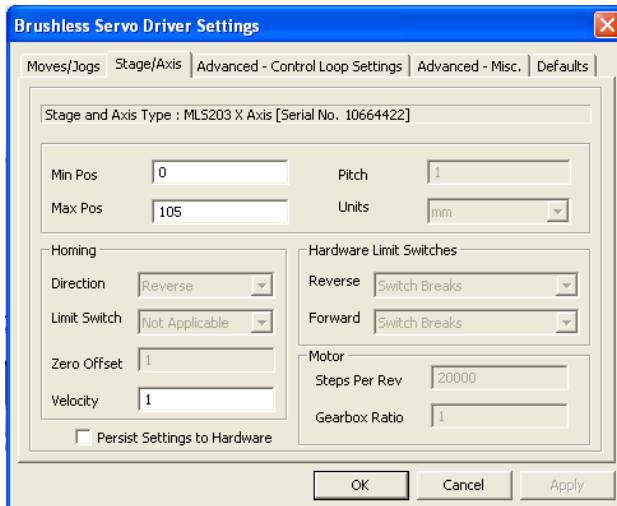 Brushless Servo Driver Settings
Moves/Jogs Stage/Axis Advanced - Control Loop Settings Advanced - Misc. Defaults
Stage and Axis Type : MLS203 X Axis [Serial No. 10664422]
Min Pos 0 Pitch 1
Max Pos 105 Units mm
Homing Hardware Limit Switches
Direction Reverse Reverse Switch Breaks
Limit Switch Not Applicable Forward Switch Breaks
Zero Offset 1 Motor
Steps Per Rev 20000
Velocity 1 Gearbox Ratio 1
Persist Settings to Hardware
OK Cancel Apply